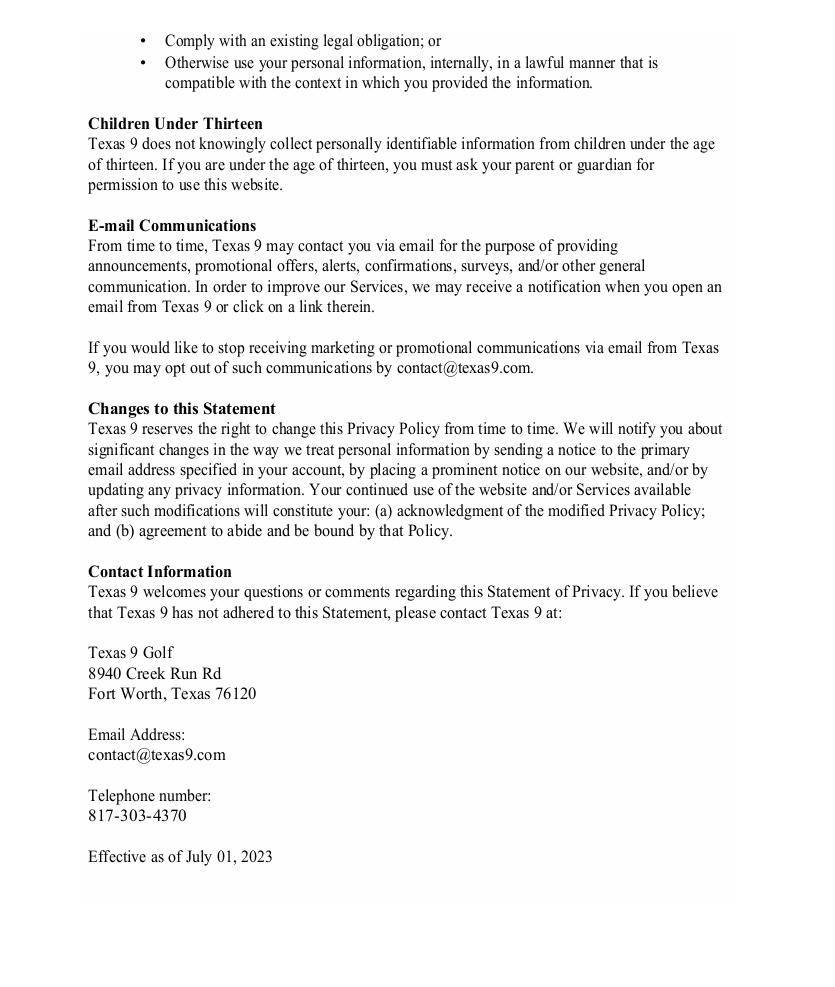 • Comply with an existing legal obligation; or
• Otherwise use your personal information, internally, in a lawful manner that is
compatible with the context in which you provided the information.
Children Under Thirteen
Texas 9 does not knowingly collect personally identifiable information from children under the age
of thirteen. If you are under the age of thirteen, you must ask your parent or guardian for
permission to use this website.
E-mail Communications
From time to time, Texas 9 may contact you via email for the purpose of providing
announcements, promotional offers, alerts, confirmations, surveys, and/or other general
communication. In order to improve our Services, we may receive a notification when you open an
email from Texas 9 or click on a link therein.
If you would like to stop receiving marketing or promotional communications via email from Texas
9, you may opt out of such communications by contact@texas9.com.
Changes to this Statement
Texas 9 reserves the right to change this Privacy Policy from time to time. We will notify you about
significant changes in the way we treat personal information by sending a notice to the primary
email address specified in your account, by placing a prominent notice on our website, and/or by
updating any privacy information. Your continued use of the website and/or Services available
after such modifications will constitute your: (a) acknowledgment of the modified Privacy Policy;
and (b) agreement to abide and be bound by that Policy.
Contact Information
Texas 9 welcomes your questions or comments regarding this Statement of Privacy. If you believe
that Texas 9 has not adhered to this Statement, please contact Texas 9 at:
Texas 9 Golf
8940 Creek Run Rd
Fort Worth, Texas 76120
Email Address:
contact@texas9.com
Telephone number:
817-303-4370
Effective as of July 01, 2023